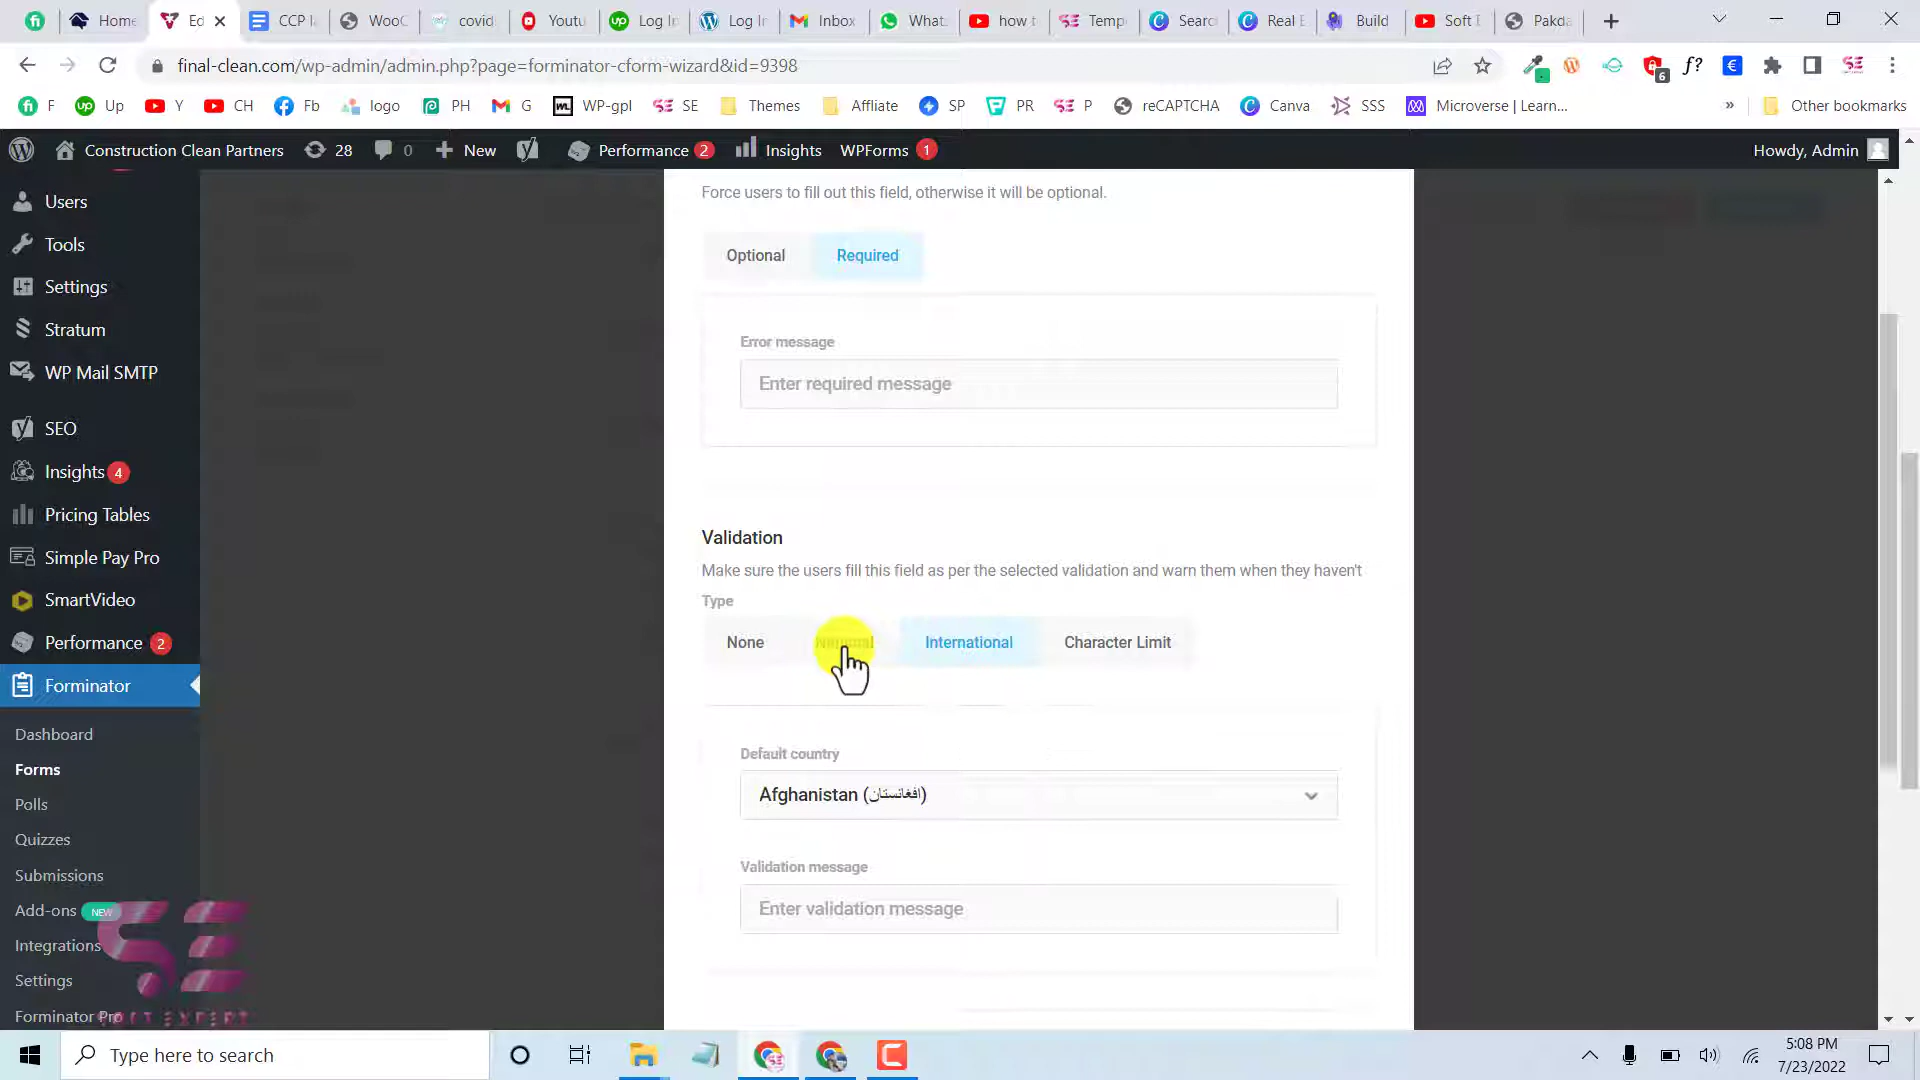 Home
Ed
CCP I
WooC
covid
Youtu
Log In
Log In
Inbox
What
how t
Temp
Searc
Real E
Build
Soft E
Pakda
final-clean.com/wp-admin/admin.php?page=forminator-cform-wizard&id=9398
6
F
Up
Y
CH
Fb
logo
PH
G
WP-gpl
SE
Themes
Affliate
SP
PR
P
reCAPTCHA
Canva
SSS
Microverse | Learn...
»
Other bookmarks
Construction Clean Partners
28
0
New
Performance 2
Insights
WPForms 1
Howdy, Admin
Users
Tools
Settings
Stratum
WP Mail SMTP
SEO
Insights 4
Pricing Tables
Simple Pay Pro
SmartVideo
Performance 2
Forminator
Dashboard
Forms
Polls
Quizzes
Submissions
Add-ons NEW
Integrations
Settings
Forminator Pro
Force users to fill out this field, otherwise it will be optional.
Optional
Required
Error message
Enter required message
Validation
Make sure the users fill this field as per the selected validation and warn them when they haven't
Type
None
International
Character Limit
Default country
Afghanistan (افغانستان)
Validation message
Enter validation message
Type here to search
5:08 PM
7/23/2022